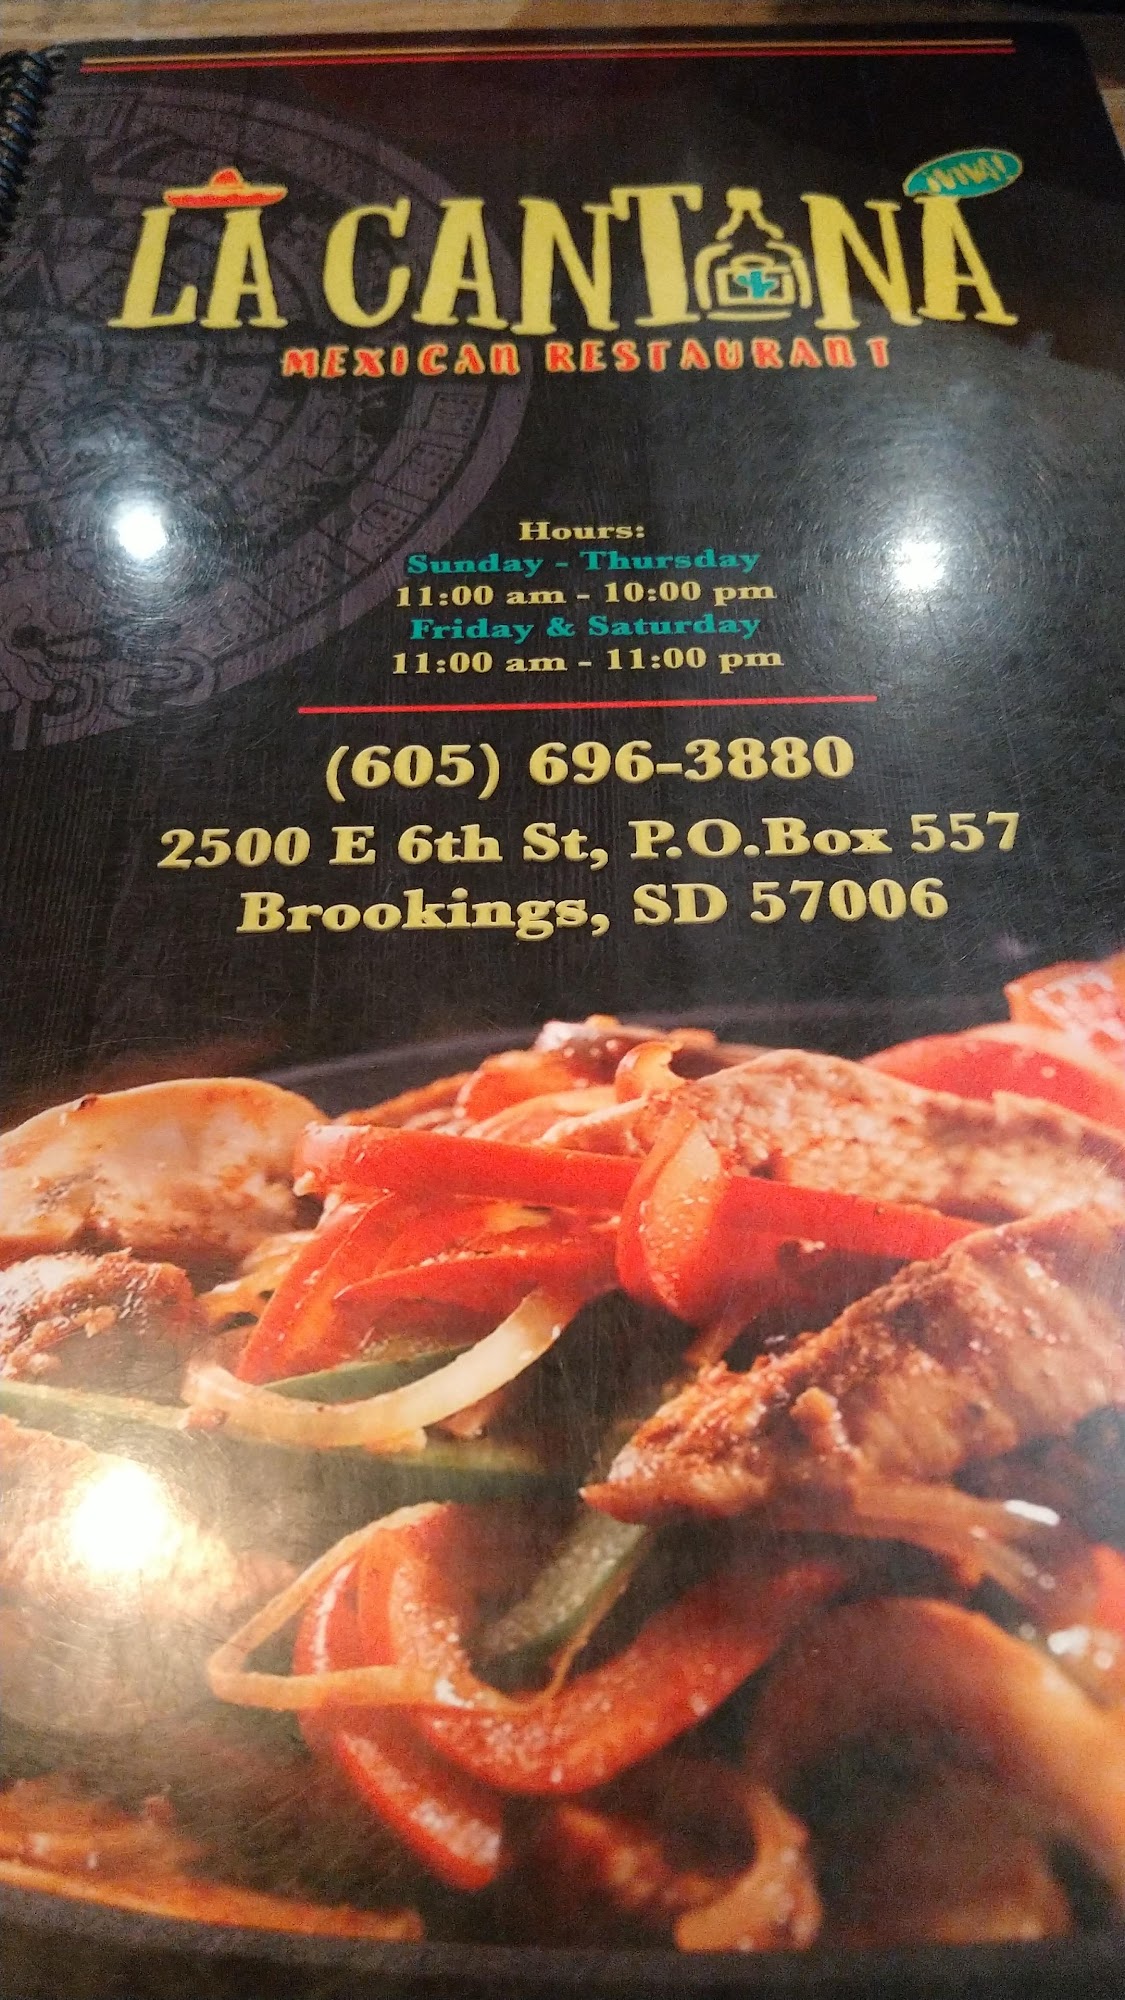 ¡VIVA!
LA CANTINA
MEXICAN RESTAURANT
Hours:
Sunday - Thursday
11:00 am - 10:00 pm
Friday & Saturday
11:00 am - 11:00 pm
(605) 696-3880
2500 E 6th St, P.O.Box 557
Brookings, SD 57006